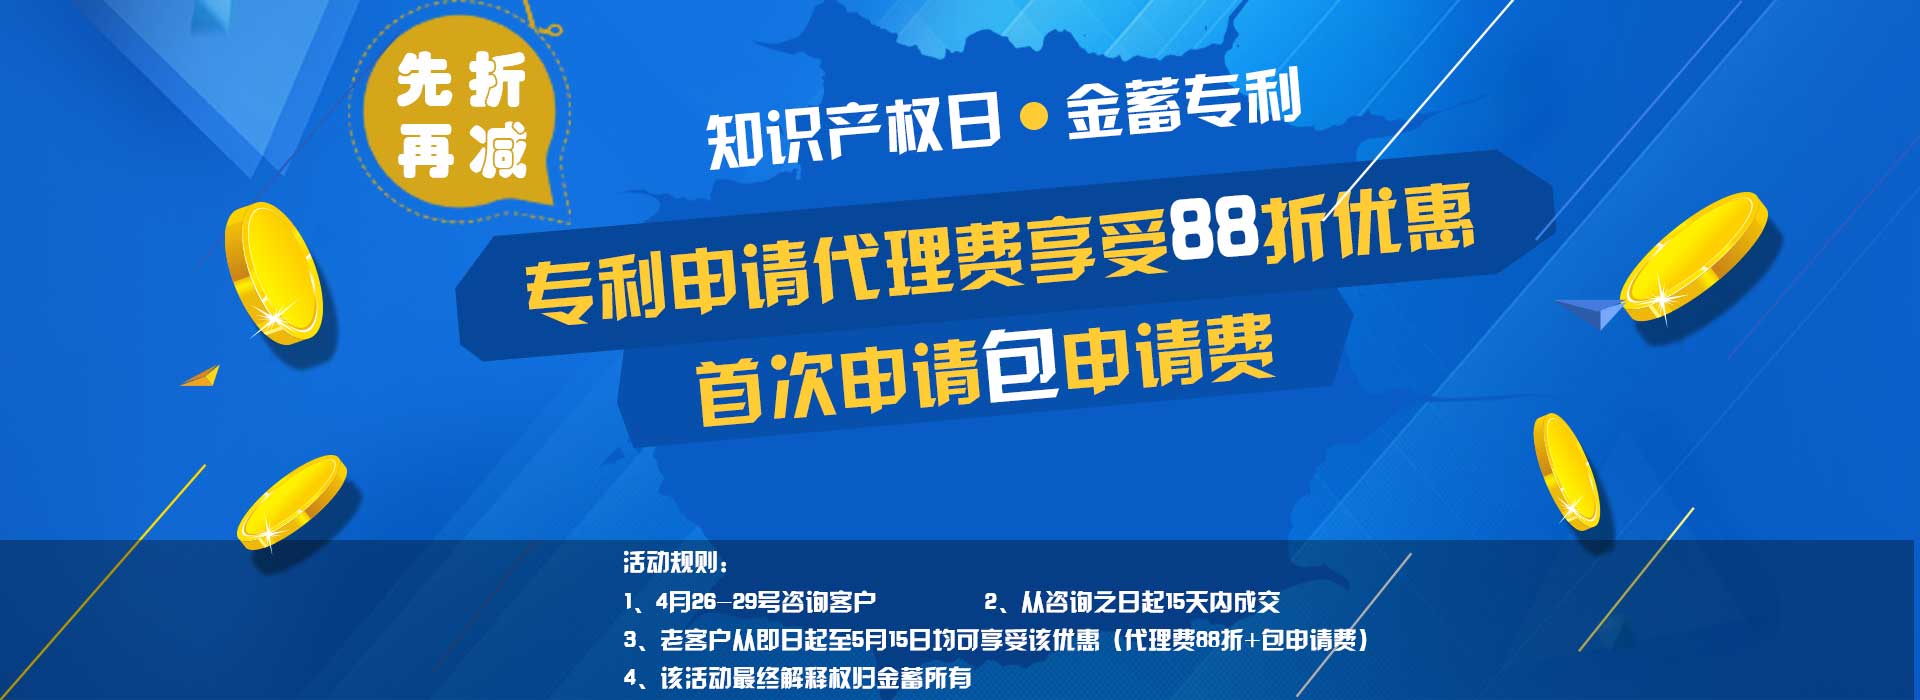 先折
再减
知识产权日•金蓄专利
专利申请代理费享受88折优惠
首次申请包申请费
活动规则：
1、4月26-29号咨询客户 2、从咨询之日起15天内成交
3、老客户从即日起至5月15日均可享受该优惠（代理费88折+包申请费）
4、该活动最终解释权归金蓄所有